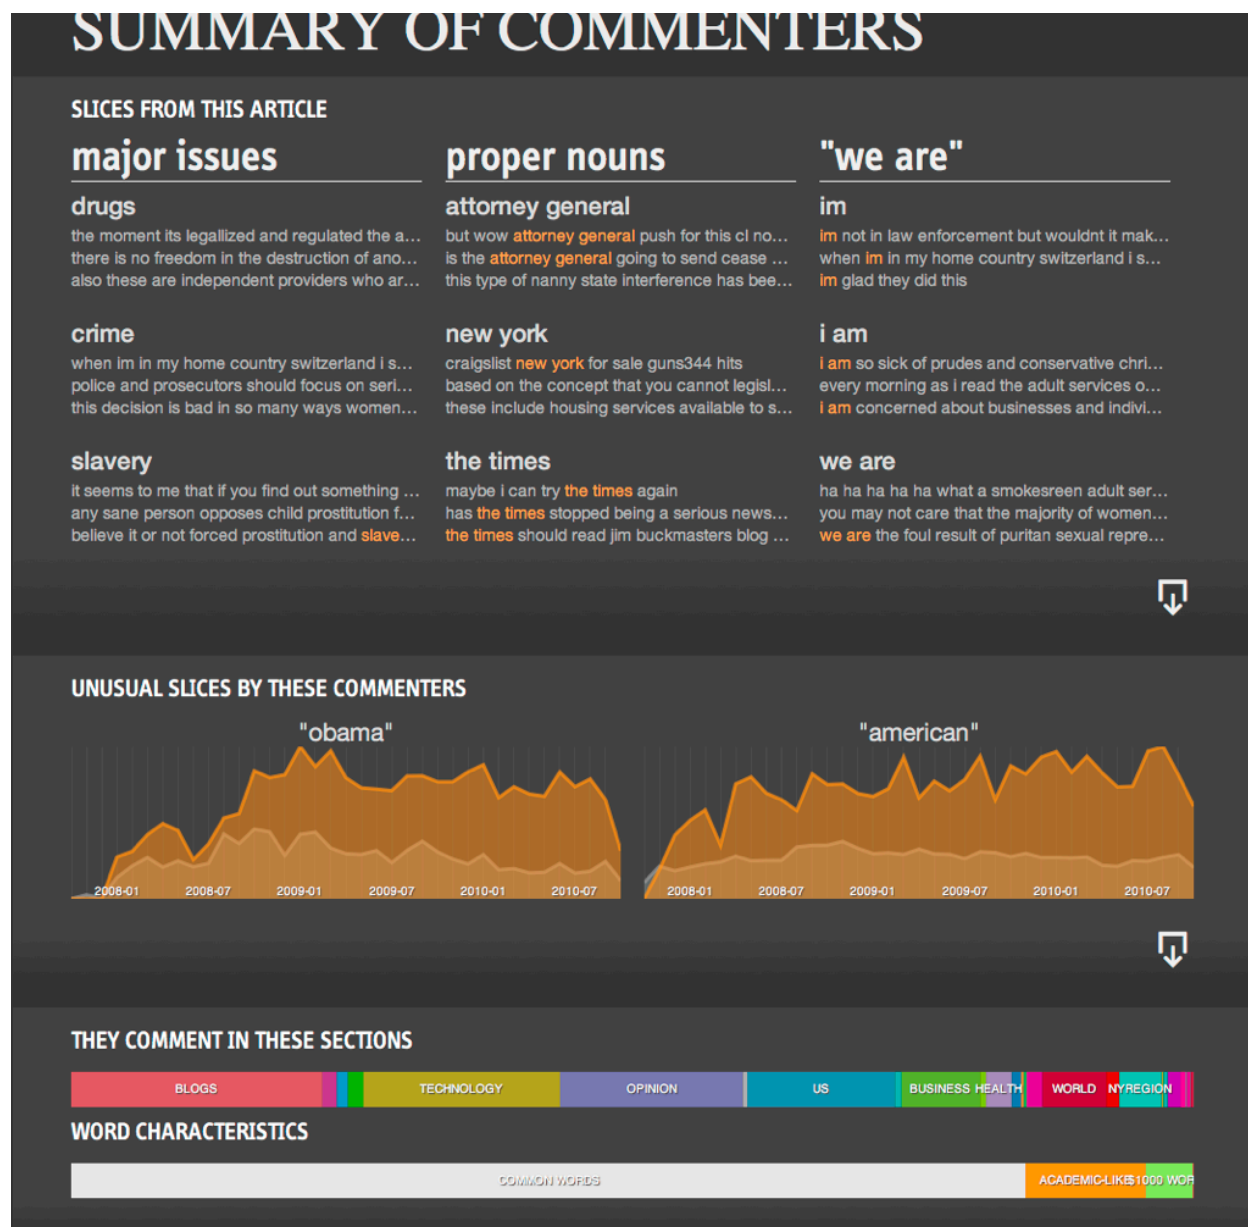 SUMMARY OF COMMENTERS
SLICES FROM THIS ARTICLE
major issues
drugs
the moment its legallized and regulated the a...
there is no freedom in the destruction of ano...
also these are independent providers who ar...
crime
when im in my home country switzerland i s...
police and prosecutors should focus on seri...
this decision is bad in so many ways women...
slavery
it seems to me that if you find out something ...
any sane person opposes child prostitution f...
believe it or not forced prostitution and slave...
proper nouns
attorney general
but wow attorney general push for this cl no...
is the attorney general going to send cease ...
this type of nanny state interference has bee...
new york
craigslist new york for sale guns344 hits
based on the concept that you cannot legisl...
these include housing services available to s...
the times
maybe i can try the times again
has the times stopped being a serious news...
the times should read jim buckmasters blog ...
"we are"
im
im not in law enforcement but wouldnt it mak...
when im in my home country switzerland i s...
im glad they did this
i am
i am so sick of prudes and conservative chri...
every morning as i read the adult services o...
i am concerned about businesses and indivi...
we are
ha ha ha ha ha what a smokesreen adult ser...
you may not care that the majority of women...
we are the foul result of puritan sexual repre...
UNUSUAL SLICES BY THESE COMMENTERS
"obama"
2008-01 2008-07 2009-01 2009-07 2010-01 2010-07
"american"
2008-01 2008-07 2009-01 2009-07 2010-01 2010-07
THEY COMMENT IN THESE SECTIONS
BLOGS TECHNOLOGY OPINION US BUSINESS HEALTH WORLD NYREGION
WORD CHARACTERISTICS
COMMON WORDS ACADEMIC-LIKE $1000 WOR